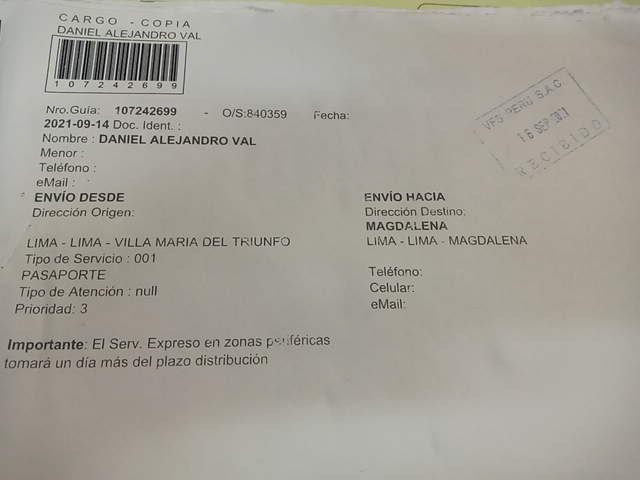 CARGO - COPIA
DANIEL ALEJANDRO VAL
107242699
Nro.Guía: 107242699 - O/S:840359 Fecha:
2021-09-14 Doc. Ident. :
Nombre : DANIEL ALEJANDRO VAL
Menor :
Teléfono :
eMail :
ENVÍO DESDE
Dirección Origen:
LIMA - LIMA - VILLA MARIA DEL TRIUNFO
Tipo de Servicio : 001
PASAPORTE
Tipo de Atención : null
Prioridad: 3
ENVÍO HACIA
Dirección Destino:
MAGDALENA
LIMA - LIMA - MAGDALENA
Teléfono:
Celular:
eMail:
Importante: El Serv. Expreso en zonas periféricas
tomará un día más del plazo distribución
VFS PERU S.A.C.
16 SEP 2021
RECIBIDO